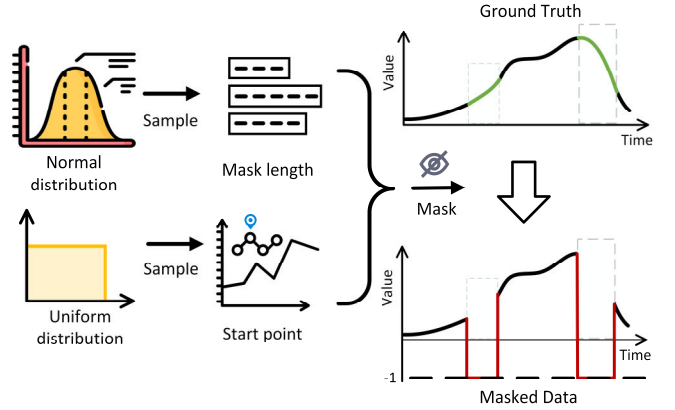 Ground Truth
Value
Time
Sample
Normal
distribution
Mask length
Mask
Sample
Uniform
distribution
Start point
Value
Time
-1
Masked Data